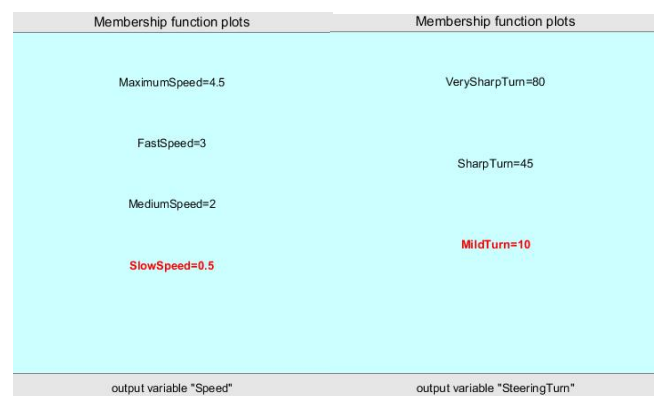 Membership function plots
MaximumSpeed=4.5
FastSpeed=3
MediumSpeed=2
SlowSpeed=0.5
output variable "Speed"
Membership function plots
VerySharpTurn=80
SharpTurn=45
MildTurn=10
output variable "SteeringTurn"